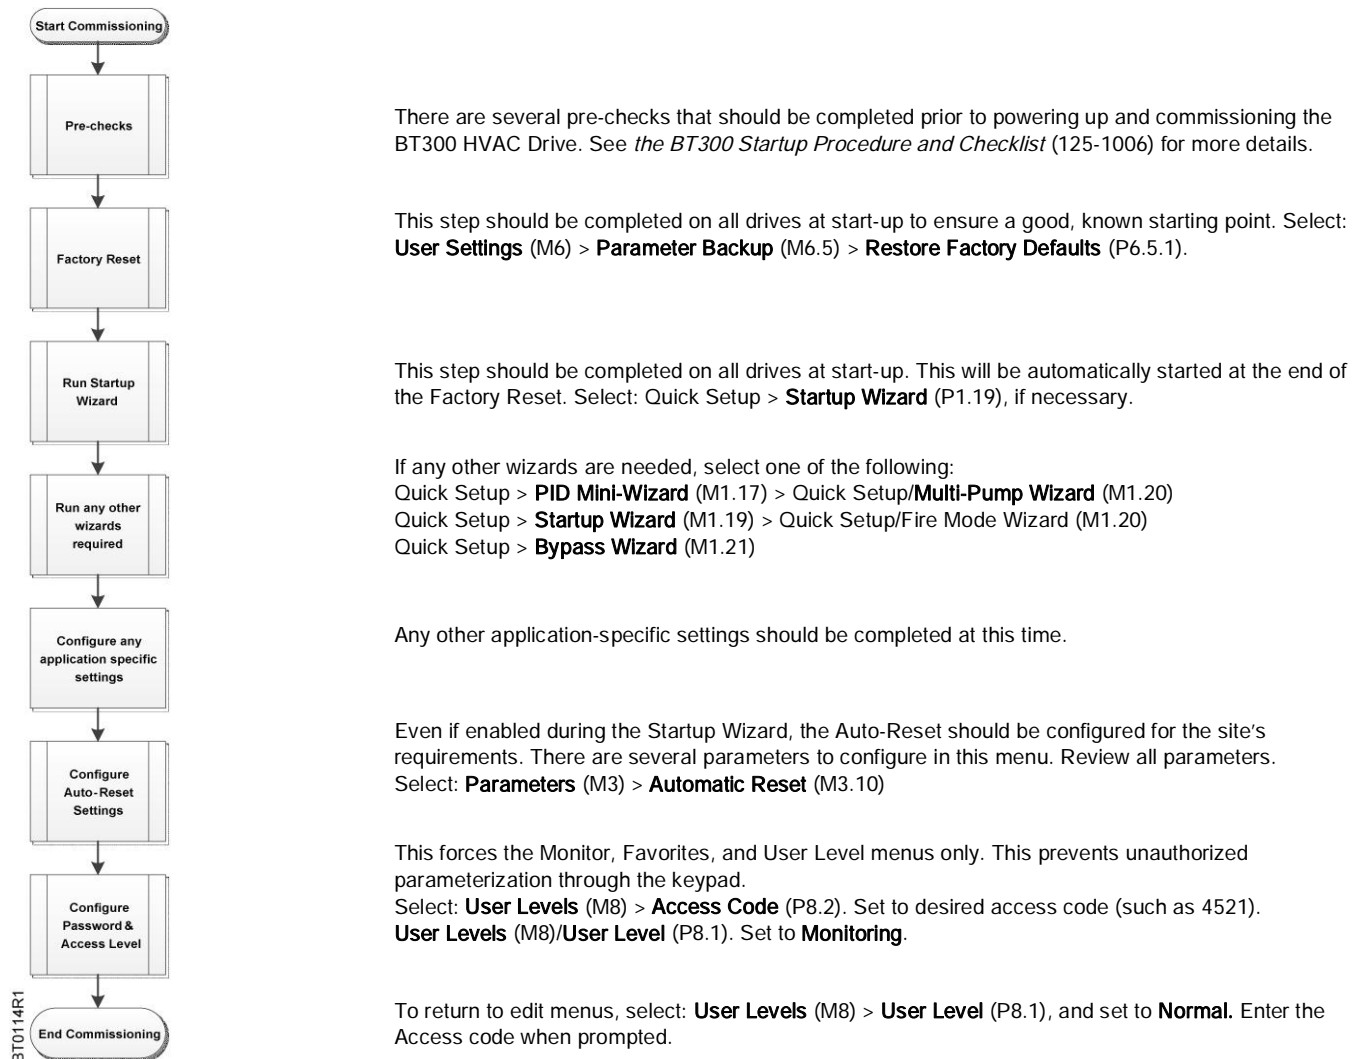 Start Commissioning
Pre-checks
There are several pre-checks that should be completed prior to powering up and commissioning the
BT300 HVAC Drive. See the BT300 Startup Procedure and Checklist (125-1006) for more details.
Factory Reset
This step should be completed on all drives at start-up to ensure a good, known starting point. Select:
User Settings (M6) > Parameter Backup (M6.5) > Restore Factory Defaults (P6.5.1).
Run Startup
Wizard
This step should be completed on all drives at start-up. This will be automatically started at the end of
the Factory Reset. Select: Quick Setup > Startup Wizard (P1.19), if necessary.
Run any other
wizards
required
If any other wizards are needed, select one of the following:
Quick Setup > PID Mini-Wizard (M1.17) > Quick Setup/Multi-Pump Wizard (M1.20)
Quick Setup > Startup Wizard (M1.19) > Quick Setup/Fire Mode Wizard (M1.20)
Quick Setup > Bypass Wizard (M1.21)
Configure any
application specific
settings
Any other application-specific settings should be completed at this time.
Configure
Auto-Reset
Settings
Even if enabled during the Startup Wizard, the Auto-Reset should be configured for the site's
requirements. There are several parameters to configure in this menu. Review all parameters.
Select: Parameters (M3) > Automatic Reset (M3.10)
Configure
Password &
Access Level
This forces the Monitor, Favorites, and User Level menus only. This prevents unauthorized
parameterization through the keypad.
Select: User Levels (M8) > Access Code (P8.2). Set to desired access code (such as 4521).
User Levels (M8)/User Level (P8.1). Set to Monitoring.
End Commissioning
To return to edit menus, select: User Levels (M8) > User Level (P8.1), and set to Normal. Enter the
Access code when prompted.
BT0114R1